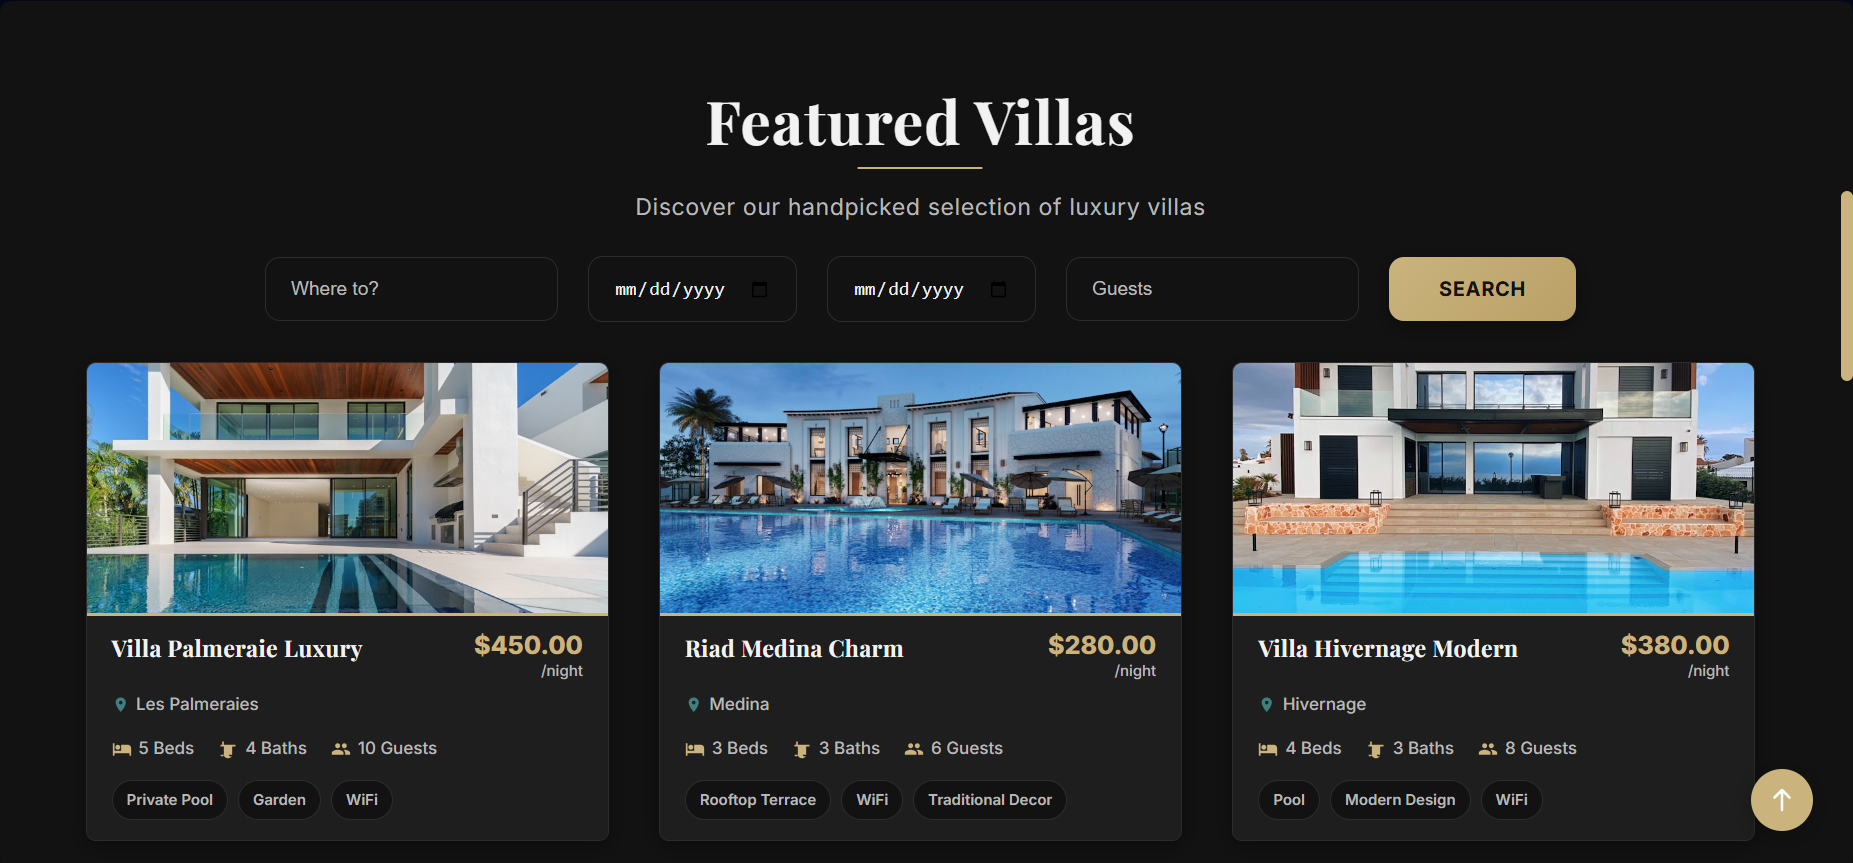 Featured Villas
Discover our handpicked selection of luxury villas
Where to?
mm/dd/yyyy
mm/dd/yyyy
Guests
SEARCH
Villa Palmeraie Luxury
$450.00
/night
Les Palmeraies
5 Beds 4 Baths 10 Guests
Private Pool Garden WiFi
Riad Medina Charm
$280.00
/night
Medina
3 Beds 3 Baths 6 Guests
Rooftop Terrace WiFi Traditional Decor
Villa Hivernage Modern
$380.00
/night
Hivernage
4 Beds 3 Baths 8 Guests
Pool Modern Design WiFi